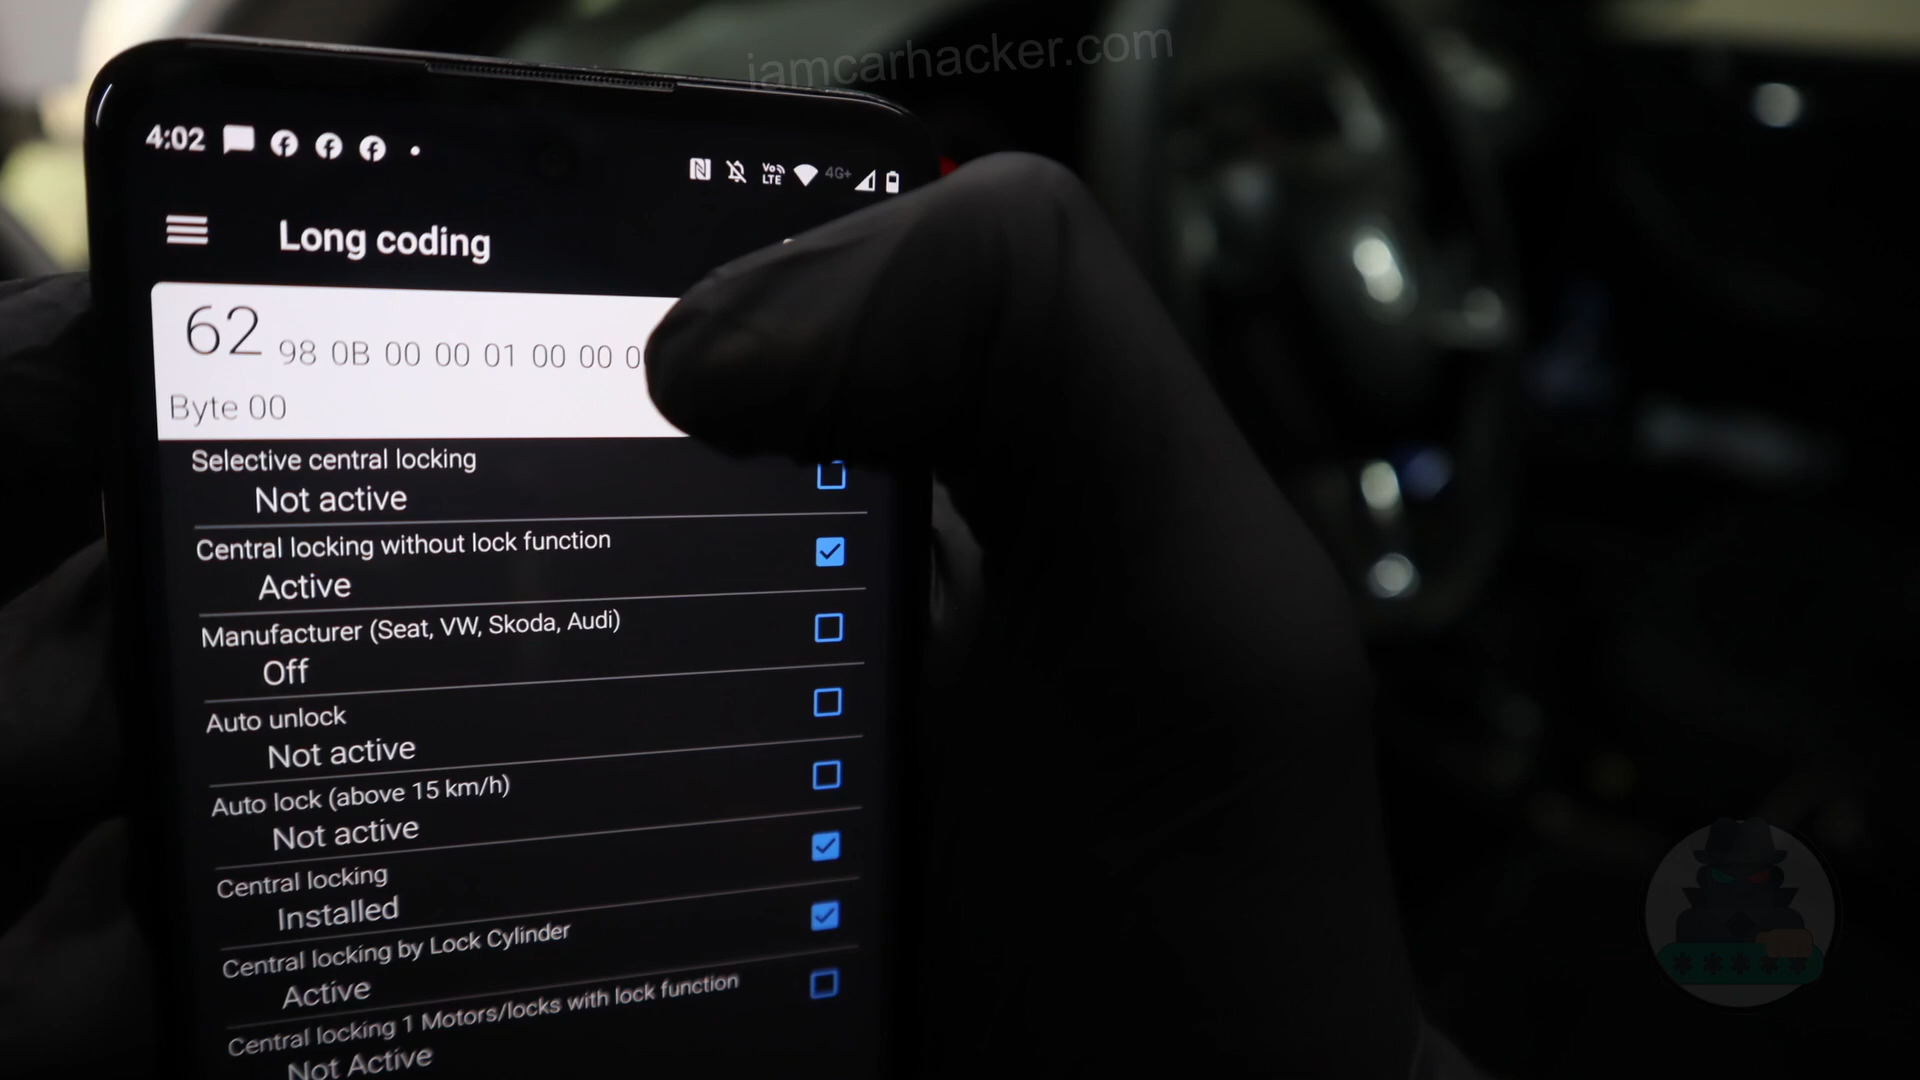 iamcarhacker.com
4:02
Vo LTE
4G+
Long coding
62 98 0B 00 00 01 00 00
Byte 00
Selective central locking
Not active
Central locking without lock function
Active
Manufacturer (Seat, VW, Skoda, Audi)
Off
Auto unlock
Not active
Auto lock (above 15 km/h)
Not active
Central locking
Installed
Central locking by Lock Cylinder
Active
Central locking 1 Motors/locks with lock function
Not Active
*****